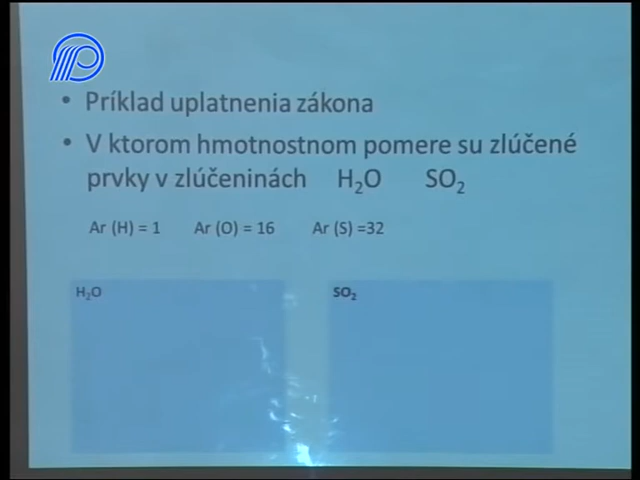 Príklad uplatnenia zákona
V ktorom hmotnostnom pomere su zlúčené
prvky v zlúčeninách H₂O SO₂
Ar (H) = 1 Ar (O) = 16 Ar (S) =32
H₂O SO₂